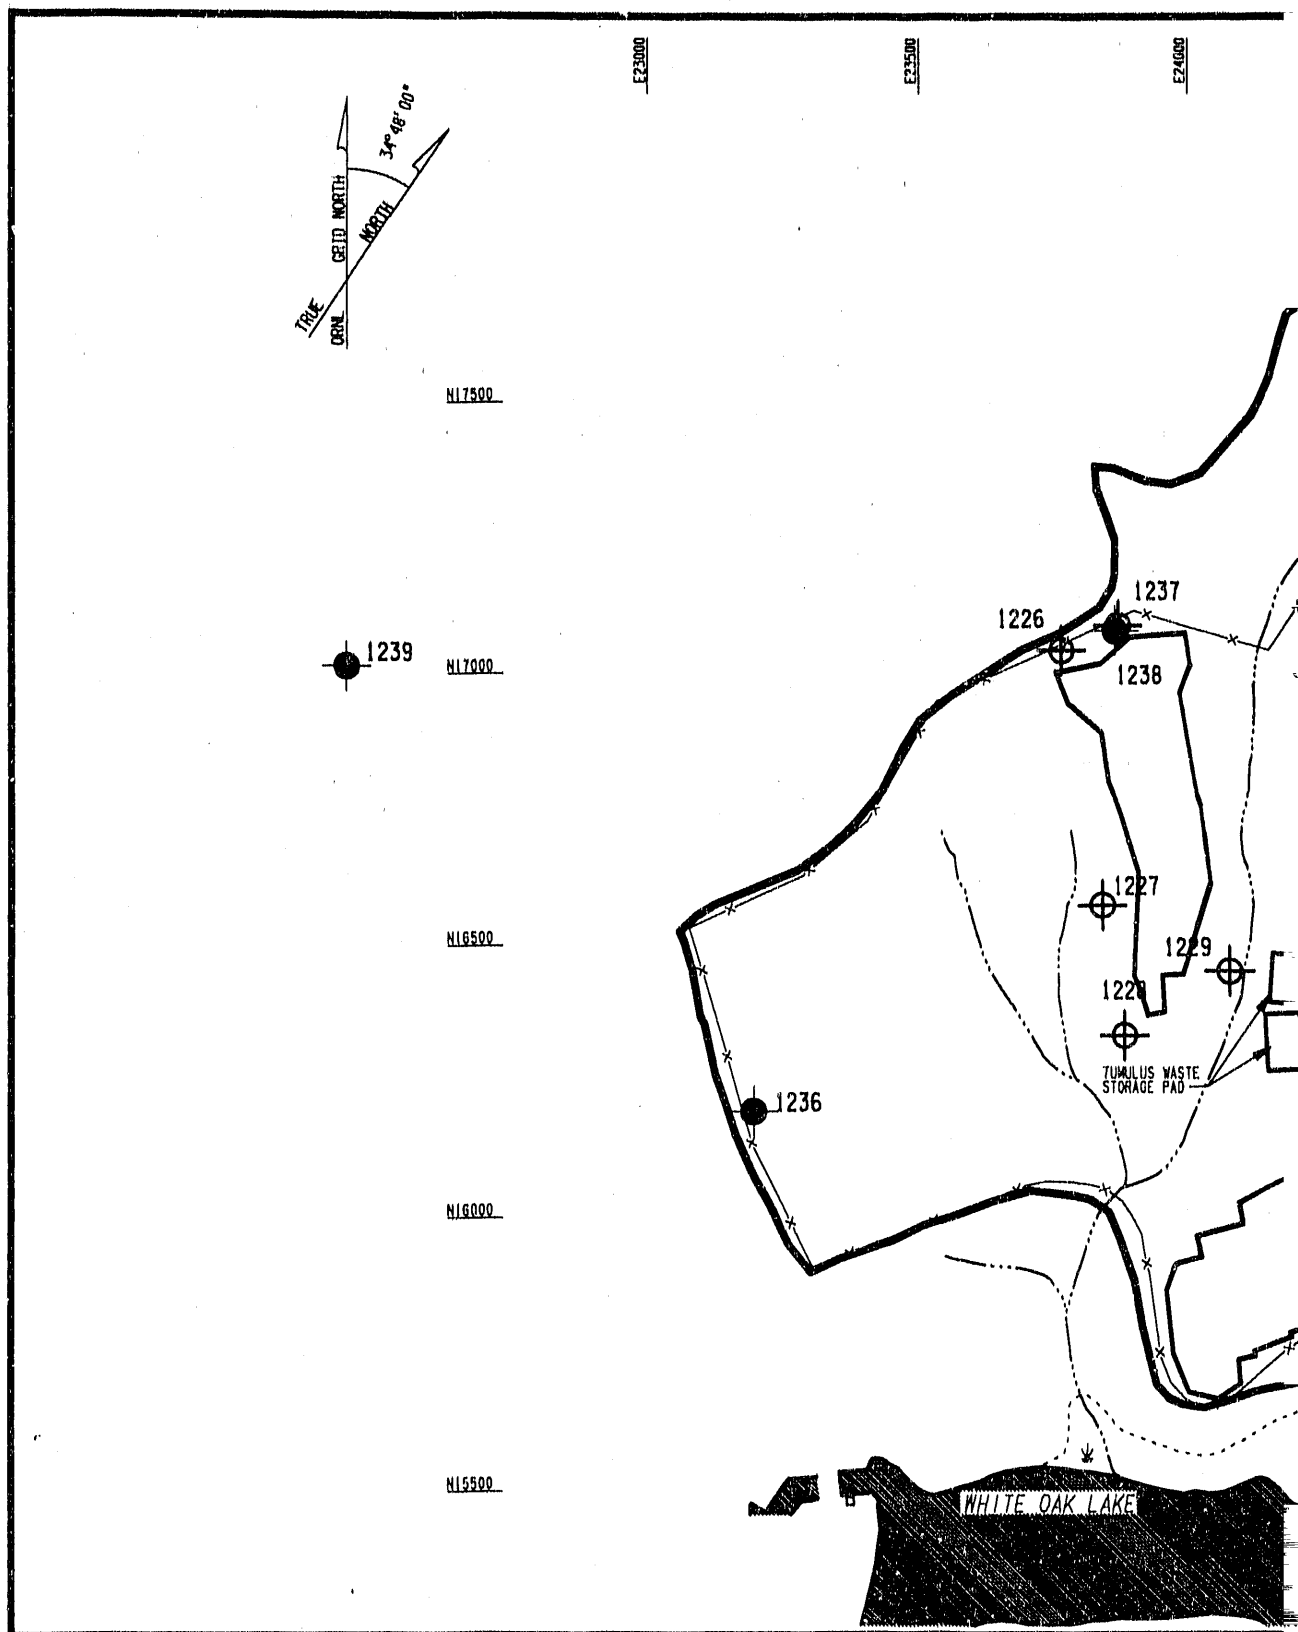 E23000
E23500
E24000
34° 48' 00"
ORNL GRID NORTH
TRUE NORTH
N17500
1237
1226
1239
N17000
1238
1227
N16500
1229
1228
TUMULUS WASTE
STORAGE PAD
1236
N16000
N15500
WHITE OAK LAKE